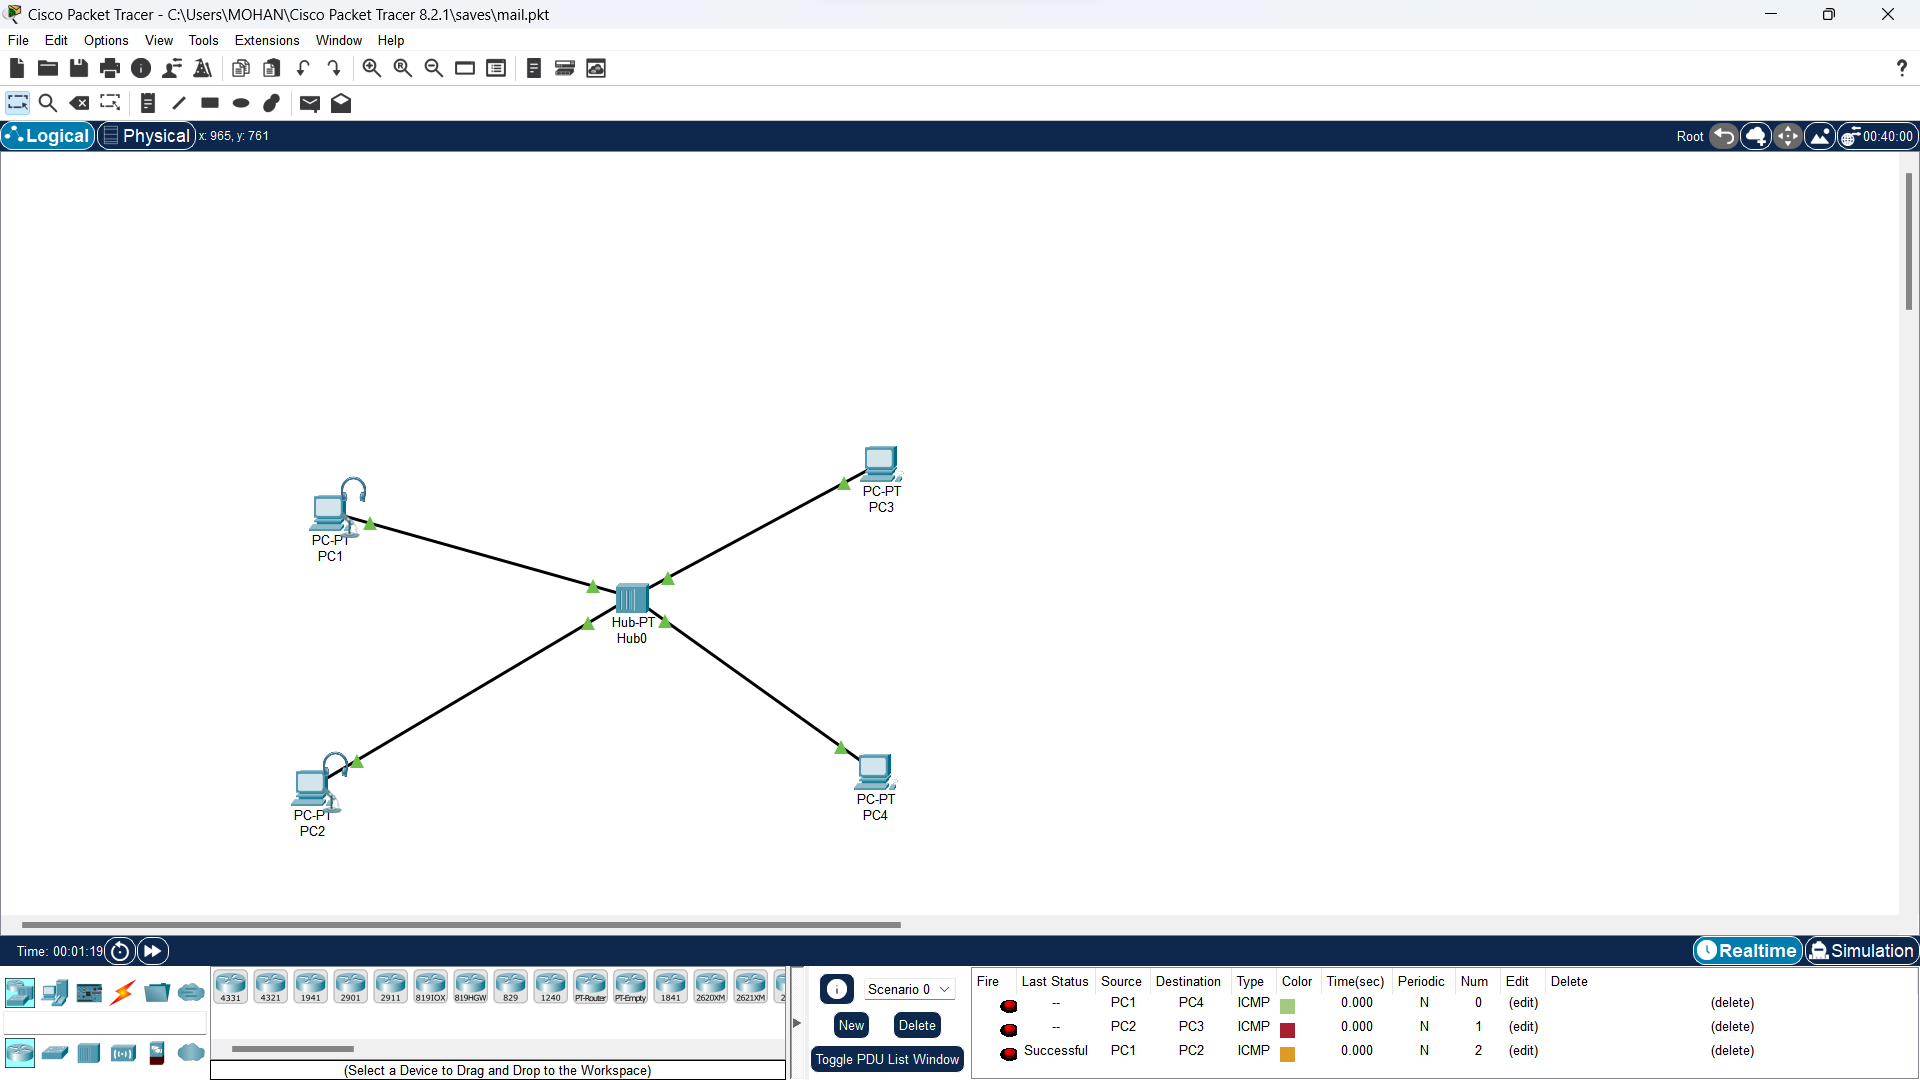 Cisco Packet Tracer - C:\Users\MOHAN\Cisco Packet Tracer 8.2.1\saves\mail.pkt
File Edit Options View Tools Extensions Window Help
?
Logical Physical x: 965, y: 761 Root 00:40:00
PC-PT
PC3
PC-PT
PC1
Hub-PT
Hub0
PC-PT
PC4
PC-PT
PC2
Time: 00:01:19 Realtime Simulation
4331 4321 1941 2901 2911 819IOX 819HGW 829 1240 PT-Router PT-Empty 1841 2620XM 2621XM 2
(Select a Device to Drag and Drop to the Workspace)
Scenario 0
New Delete
Toggle PDU List Window
Fire Last Status Source Destination Type Color Time(sec) Periodic Num Edit Delete
-- PC1 PC4 ICMP 0.000 N 0 (edit) (delete)
-- PC2 PC3 ICMP 0.000 N 1 (edit) (delete)
Successful PC1 PC2 ICMP 0.000 N 2 (edit) (delete)